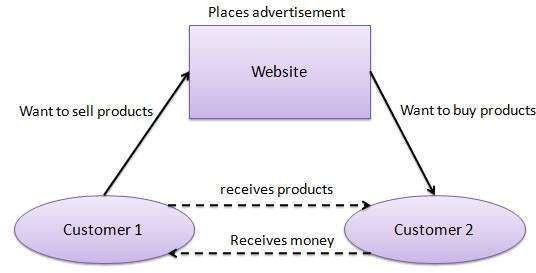 Places advertisement
Website
Want to sell products
Want to buy products
receives products
Customer 1
Customer 2
Receives money